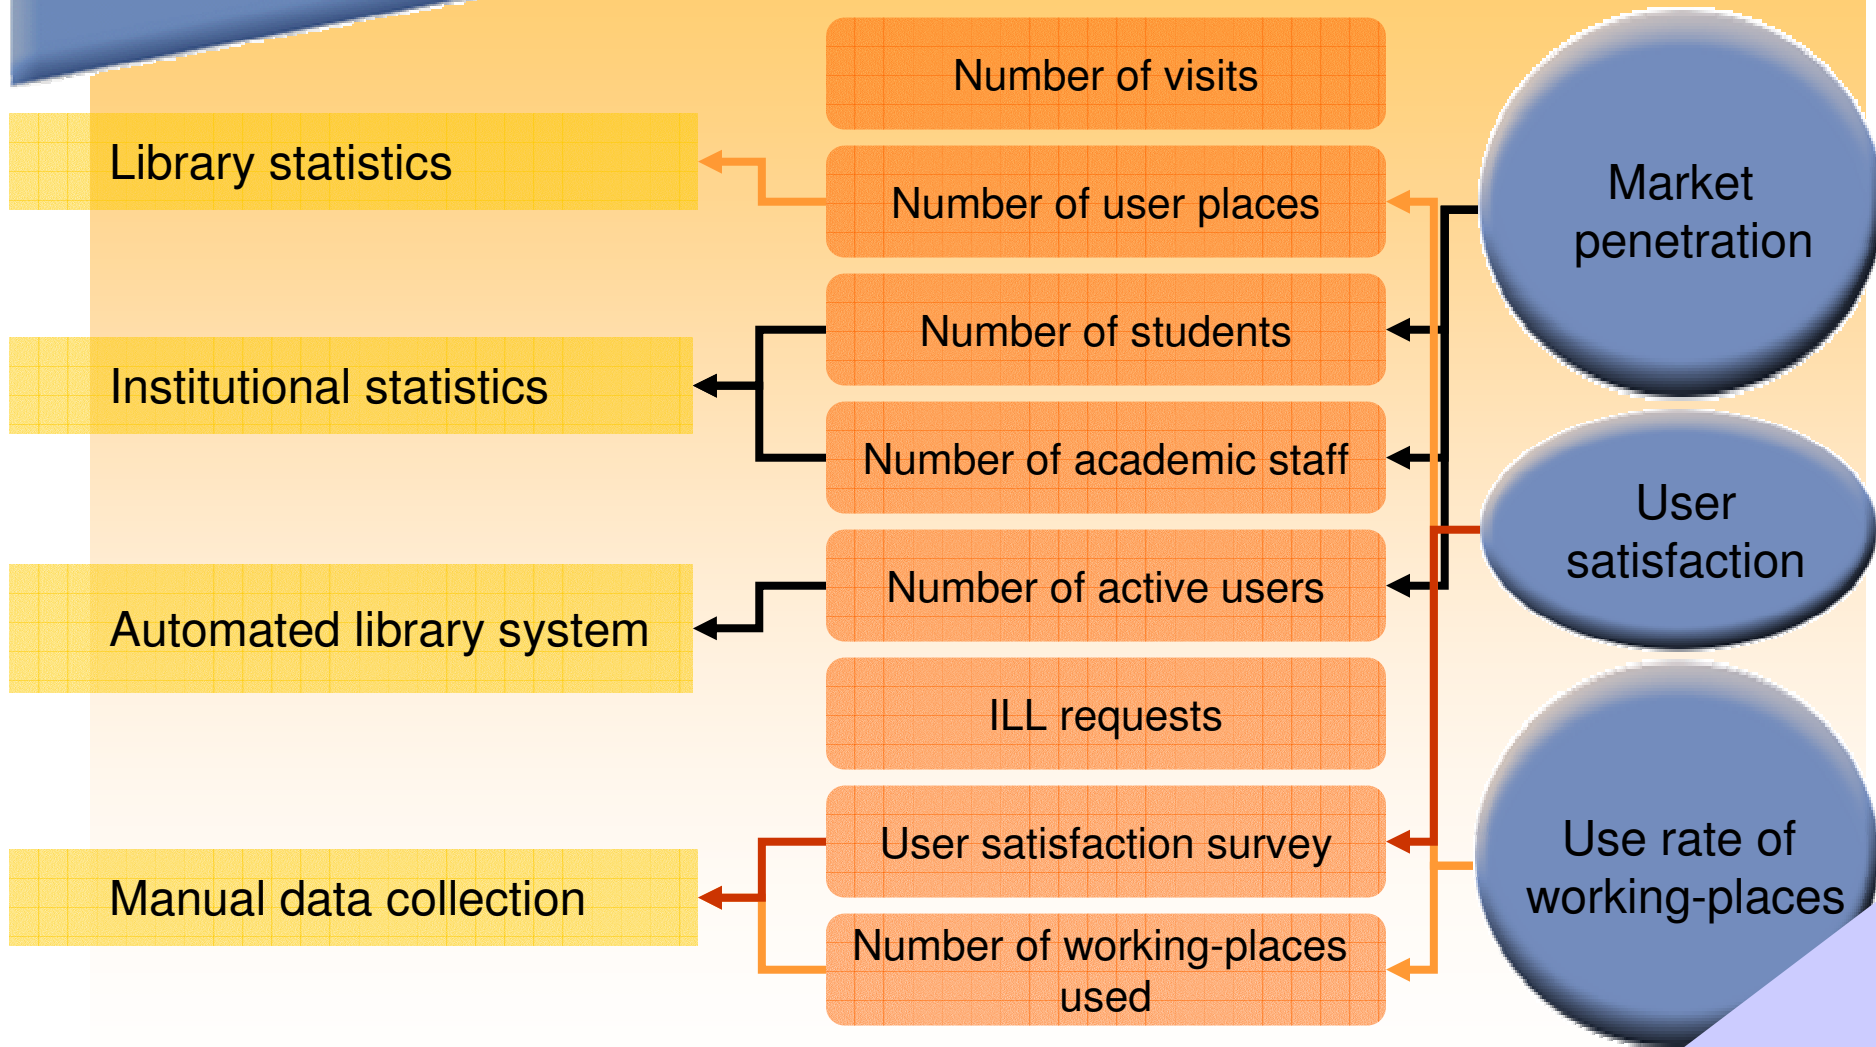 Library statistics
Institutional statistics
Automated library system
Manual data collection
Number of visits
Number of user places
Number of students
Number of academic staff
Number of active users
ILL requests
User satisfaction survey
Number of working-places
used
Market
penetration
User
satisfaction
Use rate of
working-places